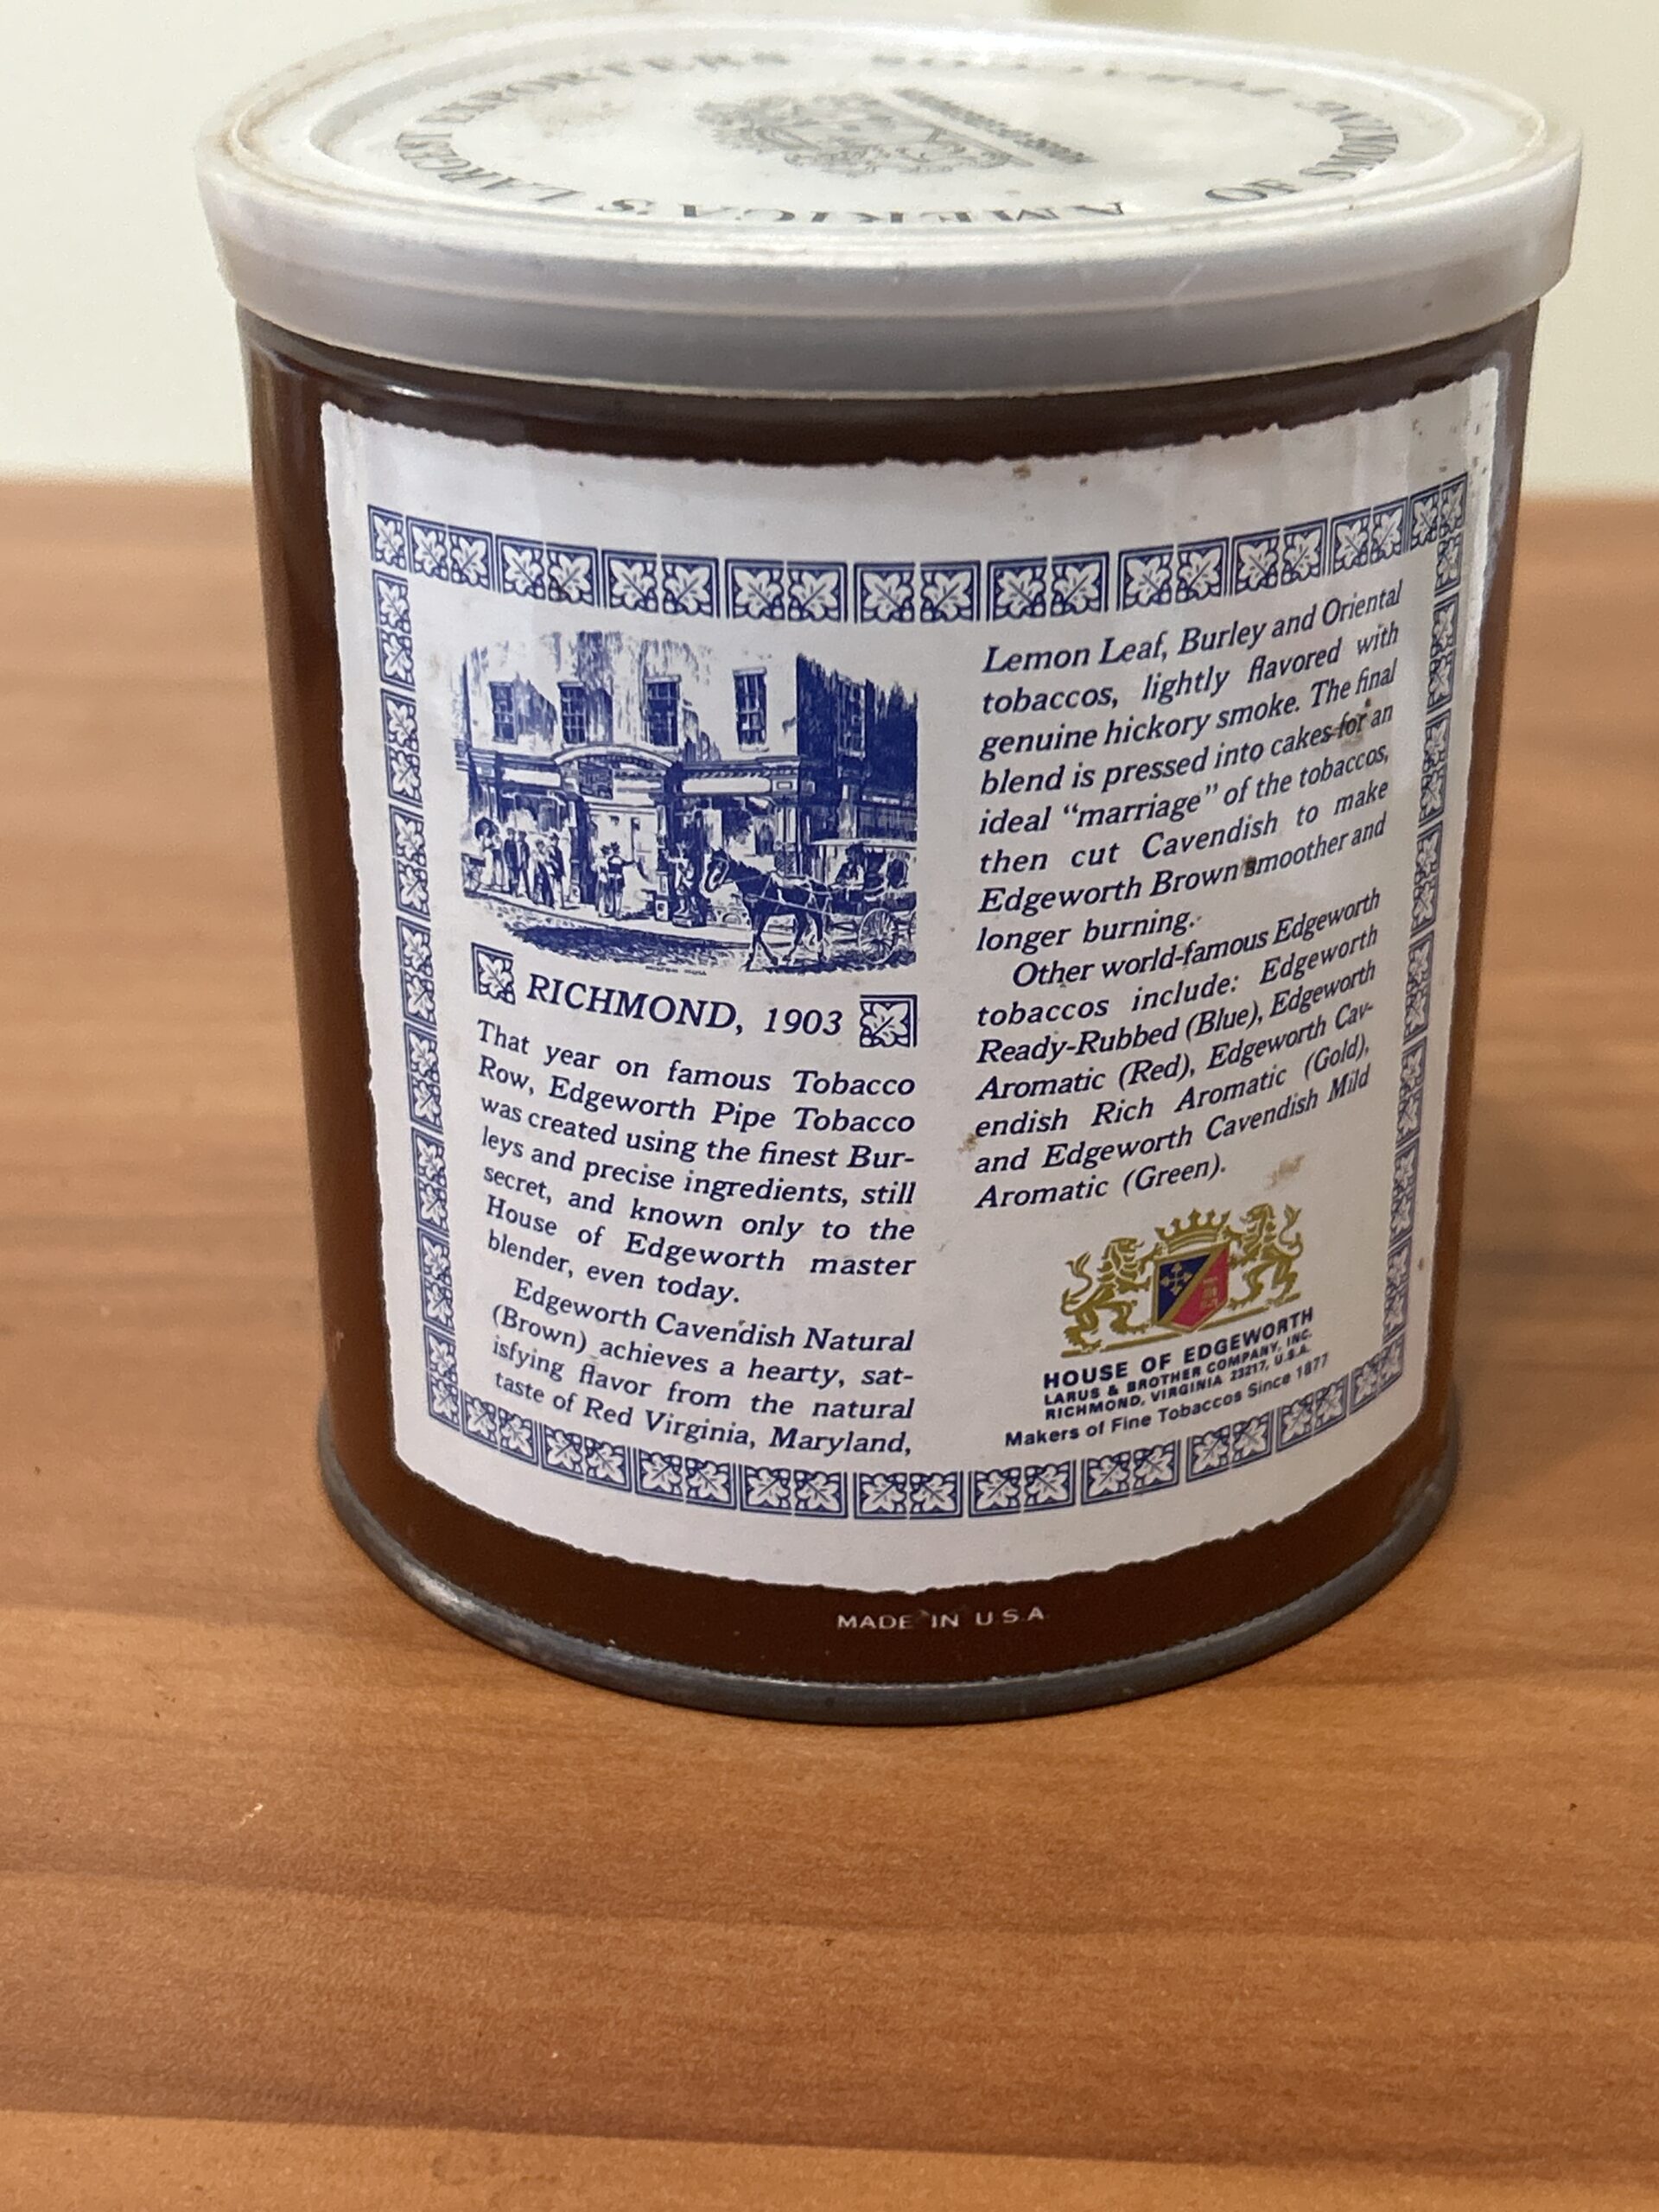 AMERICA'S LARGEST EXPORTERS
OF SMOKING TOBACCOS
RICHMOND, 1903
That year on famous Tobacco
Row, Edgeworth Pipe Tobacco
was created using the finest Bur-
leys and precise ingredients, still
secret, and known only to the
House of Edgeworth master
blender, even today.
Edgeworth Cavendish Natural
(Brown) achieves a hearty, sat-
isfying flavor from the natural
taste of Red Virginia, Maryland,
Lemon Leaf, Burley and Oriental
tobaccos, lightly flavored with
genuine hickory smoke. The final
blend is pressed into cakes for an
ideal “marriage” of the tobaccos,
then cut Cavendish to make
Edgeworth Brown smoother and
longer burning.
Other world-famous Edgeworth
tobaccos include: Edgeworth
Ready-Rubbed (Blue), Edgeworth
Aromatic (Red), Edgeworth Cav-
endish Rich Aromatic (Gold),
and Edgeworth Cavendish Mild
Aromatic (Green).
HOUSE OF EDGEWORTH
LARUS & BROTHER COMPANY, INC.
RICHMOND, VIRGINIA 23217, U.S.A.
Makers of Fine Tobaccos Since 1877
MADE IN U.S.A